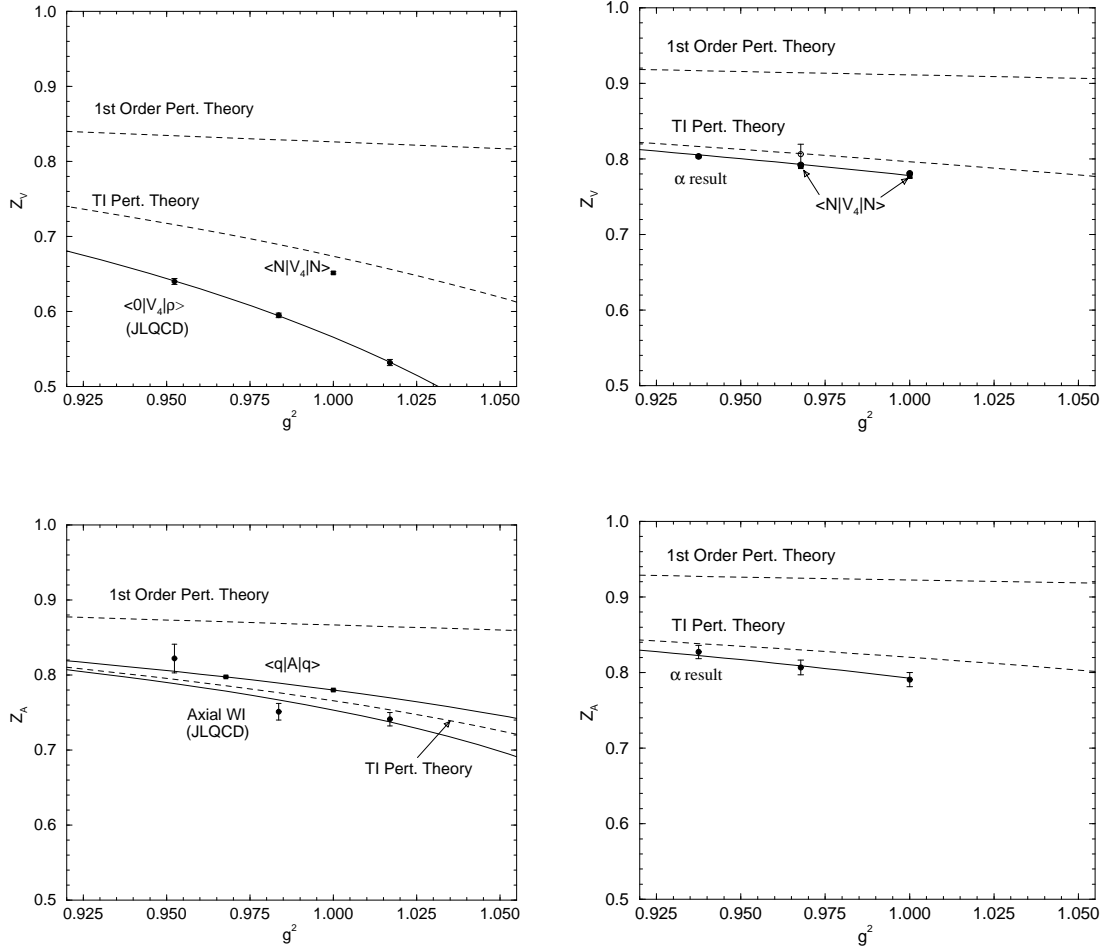 1.0
0.9
0.8
0.7
0.6
0.5
Z_V
1st Order Pert. Theory
TI Pert. Theory
<N|V_4|N>
<0|V_4|ρ>
(JLQCD)
0.925 0.950 0.975 1.000 1.025 1.050
g^2
1.0
0.9
0.8
0.7
0.6
0.5
Z_V
1st Order Pert. Theory
TI Pert. Theory
α result
<N|V_4|N>
0.925 0.950 0.975 1.000 1.025 1.050
g^2
1.0
0.9
0.8
0.7
0.6
0.5
Z_A
1st Order Pert. Theory
<q|A|q>
Axial WI
(JLQCD)
TI Pert. Theory
0.925 0.950 0.975 1.000 1.025 1.050
g^2
1.0
0.9
0.8
0.7
0.6
0.5
Z_A
1st Order Pert. Theory
TI Pert. Theory
α result
0.925 0.950 0.975 1.000 1.025 1.050
g^2